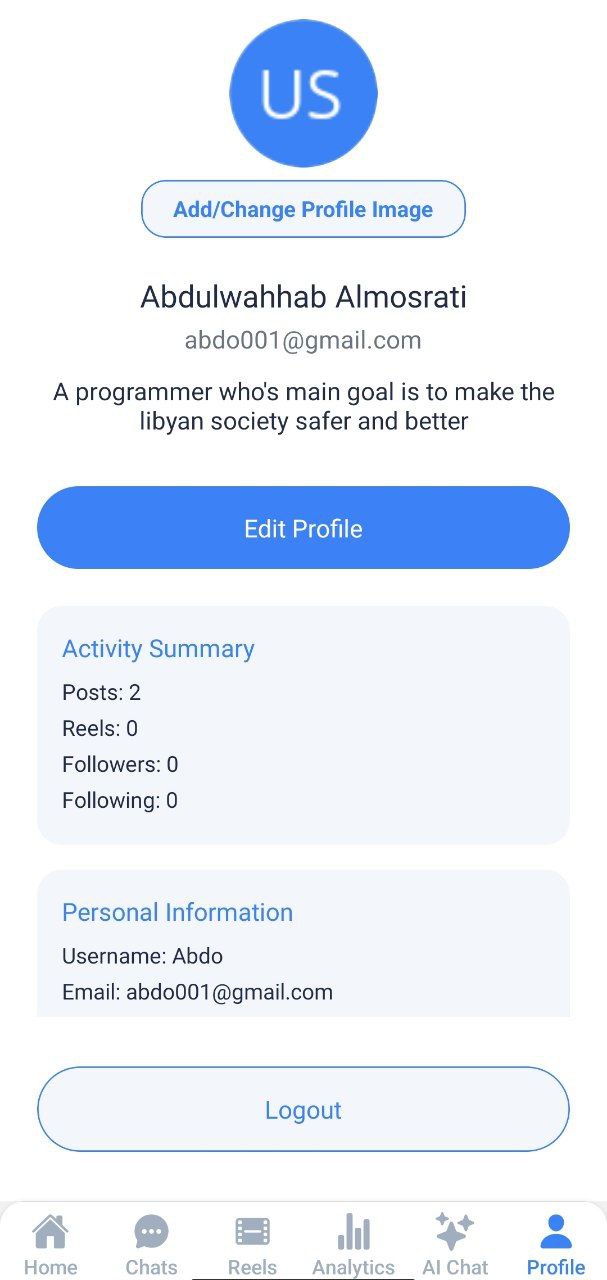 US
Add/Change Profile Image
Abdulwahhab Almosrati
abdo001@gmail.com
A programmer who's main goal is to make the
libyan society safer and better
Edit Profile
Activity Summary
Posts: 2
Reels: 0
Followers: 0
Following: 0
Personal Information
Username: Abdo
Email: abdo001@gmail.com
Logout
Home Chats Reels Analytics AI Chat Profile